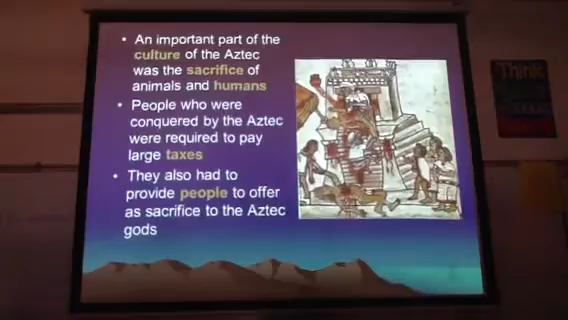 • An important part of the
culture of the Aztec
was the sacrifice of
animals and humans
• People who were
conquered by the Aztec
were required to pay
large taxes
• They also had to
provide people to offer
as sacrifice to the Aztec
gods
Think